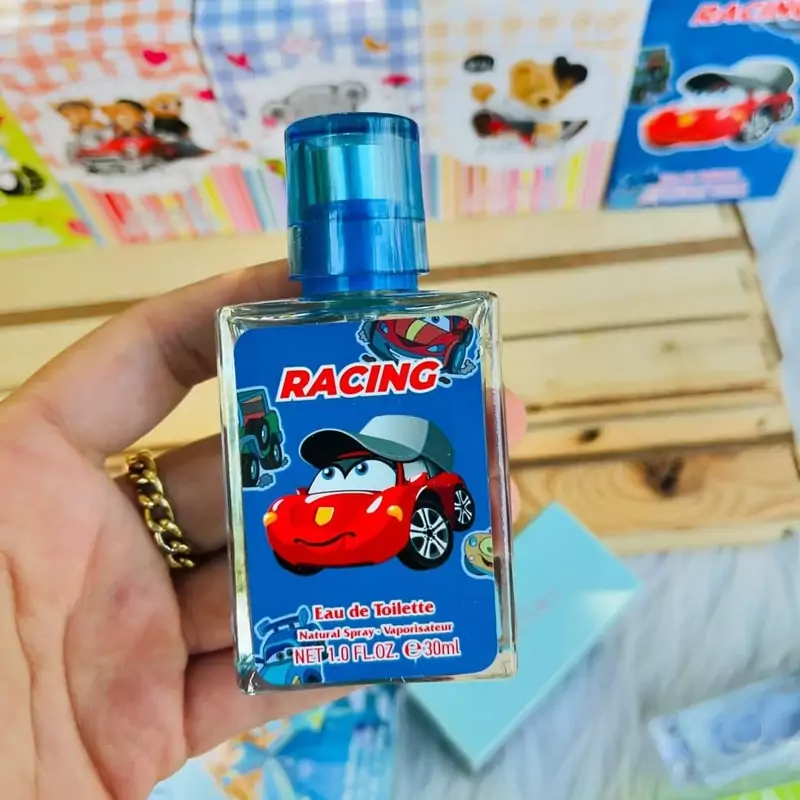 RACING
RACING
Eau de Toilette
Natural Spray - Vaporisateur
NET 1.0 FL.OZ. ℮ 30ml